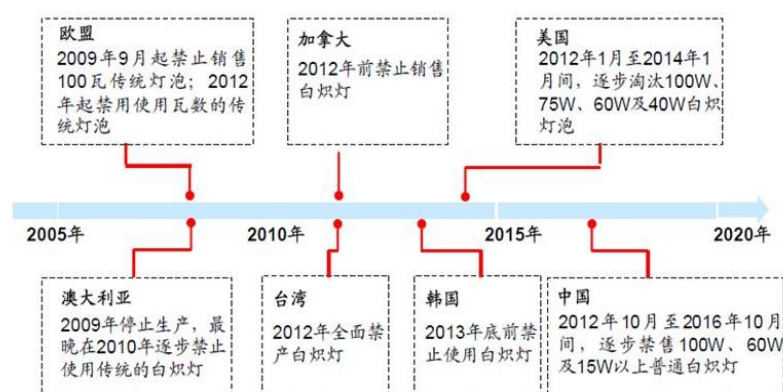 欧盟
2009年9月起禁止销售
100瓦传统灯泡；2012
年起禁用使用瓦数的传
统灯泡
加拿大
2012年前禁止销售
白炽灯
美国
2012年1月至2014年1
月间，逐步淘汰100W、
75W、60W及40W白炽
灯泡
2005年
2010年
2015年
2020年
澳大利亚
2009年停止生产，最
晚在2010年逐步禁止
使用传统的白炽灯
台湾
2012年全面禁
产白炽灯
韩国
2013年底前禁
止使用白炽灯
中国
2012年10月至2016年10月
间，逐步禁售100W、60W
及15W以上普通白炽灯